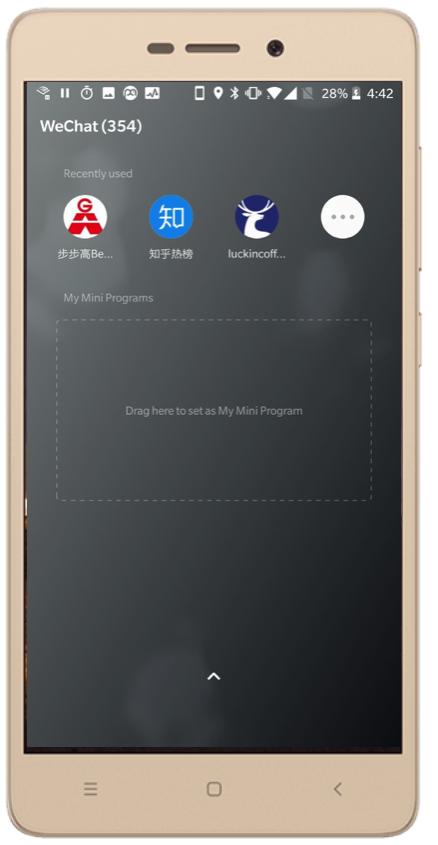 28% 4:42
WeChat (354)
Recently used
G
知
步步高Be...
知乎热榜
luckincoff...
My Mini Programs
Drag here to set as My Mini Program